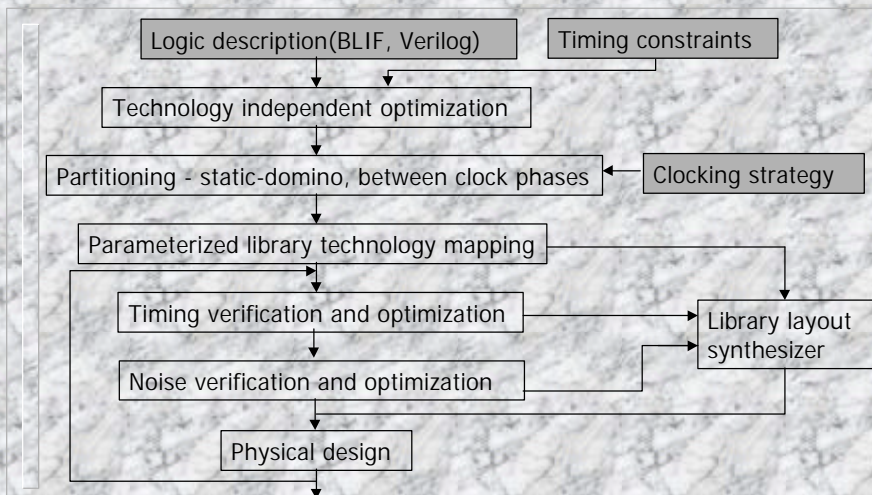 Logic description(BLIF, Verilog)
Timing constraints
Technology independent optimization
Partitioning - static-domino, between clock phases
Clocking strategy
Parameterized library technology mapping
Timing verification and optimization
Library layout
synthesizer
Noise verification and optimization
Physical design